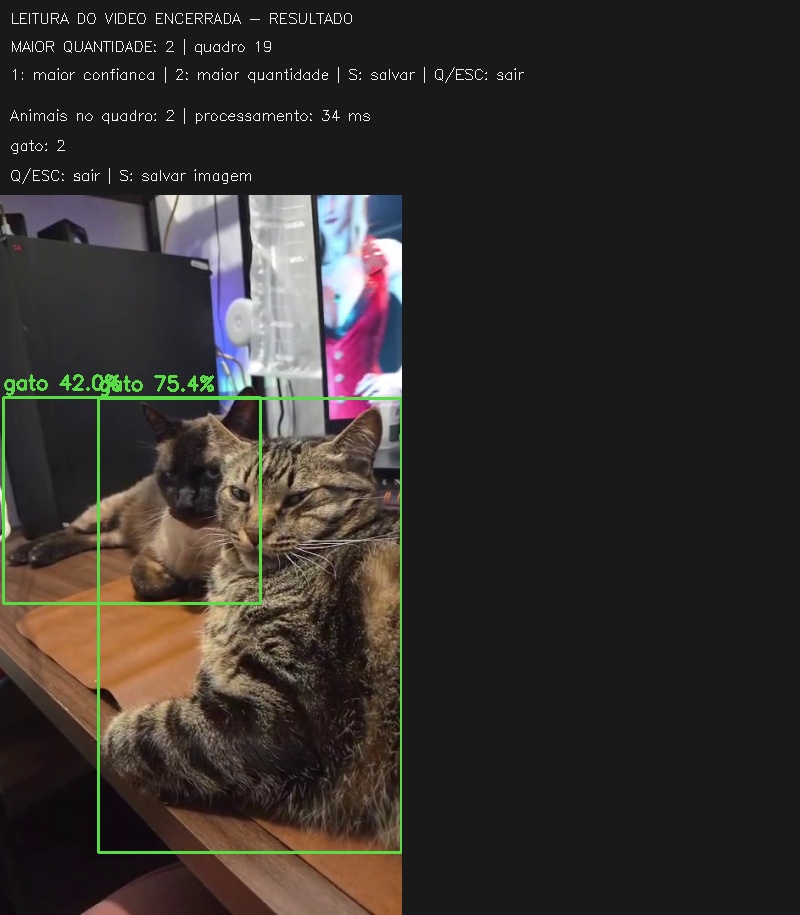 LEITURA DO VIDEO ENCERRADA - RESULTADO
MAIOR QUANTIDADE: 2 | quadro 19
1: maior confianca | 2: maior quantidade | S: salvar | Q/ESC: sair
Animais no quadro: 2 | processamento: 34 ms
gato: 2
Q/ESC: sair | S: salvar imagem
gato 42.0% gato 75.4%